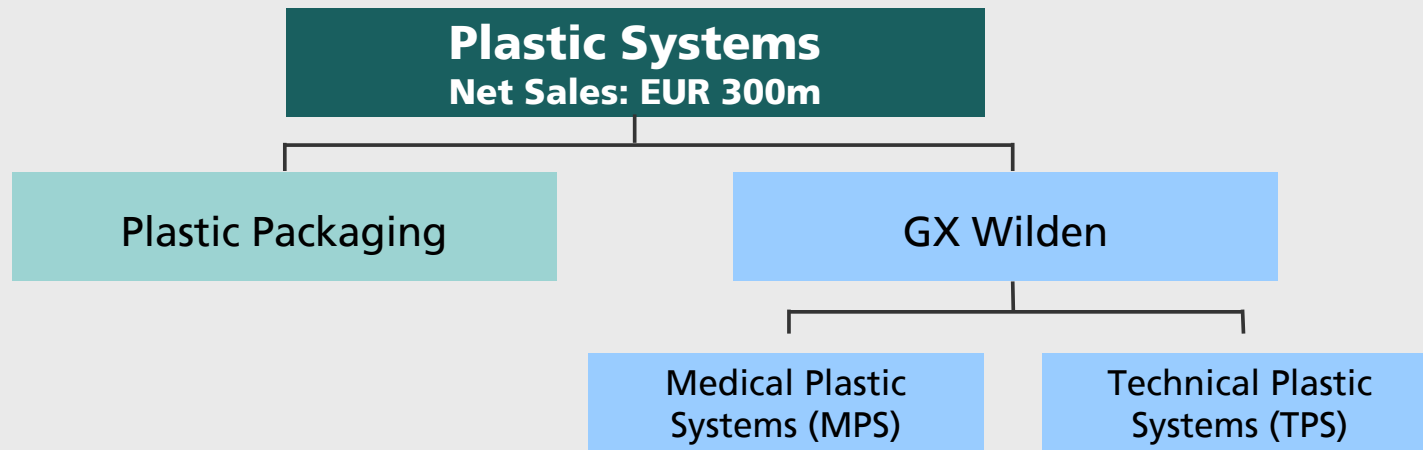 Plastic Systems
Net Sales: EUR 300m
Plastic Packaging
GX Wilden
Medical Plastic
Systems (MPS)
Technical Plastic
Systems (TPS)